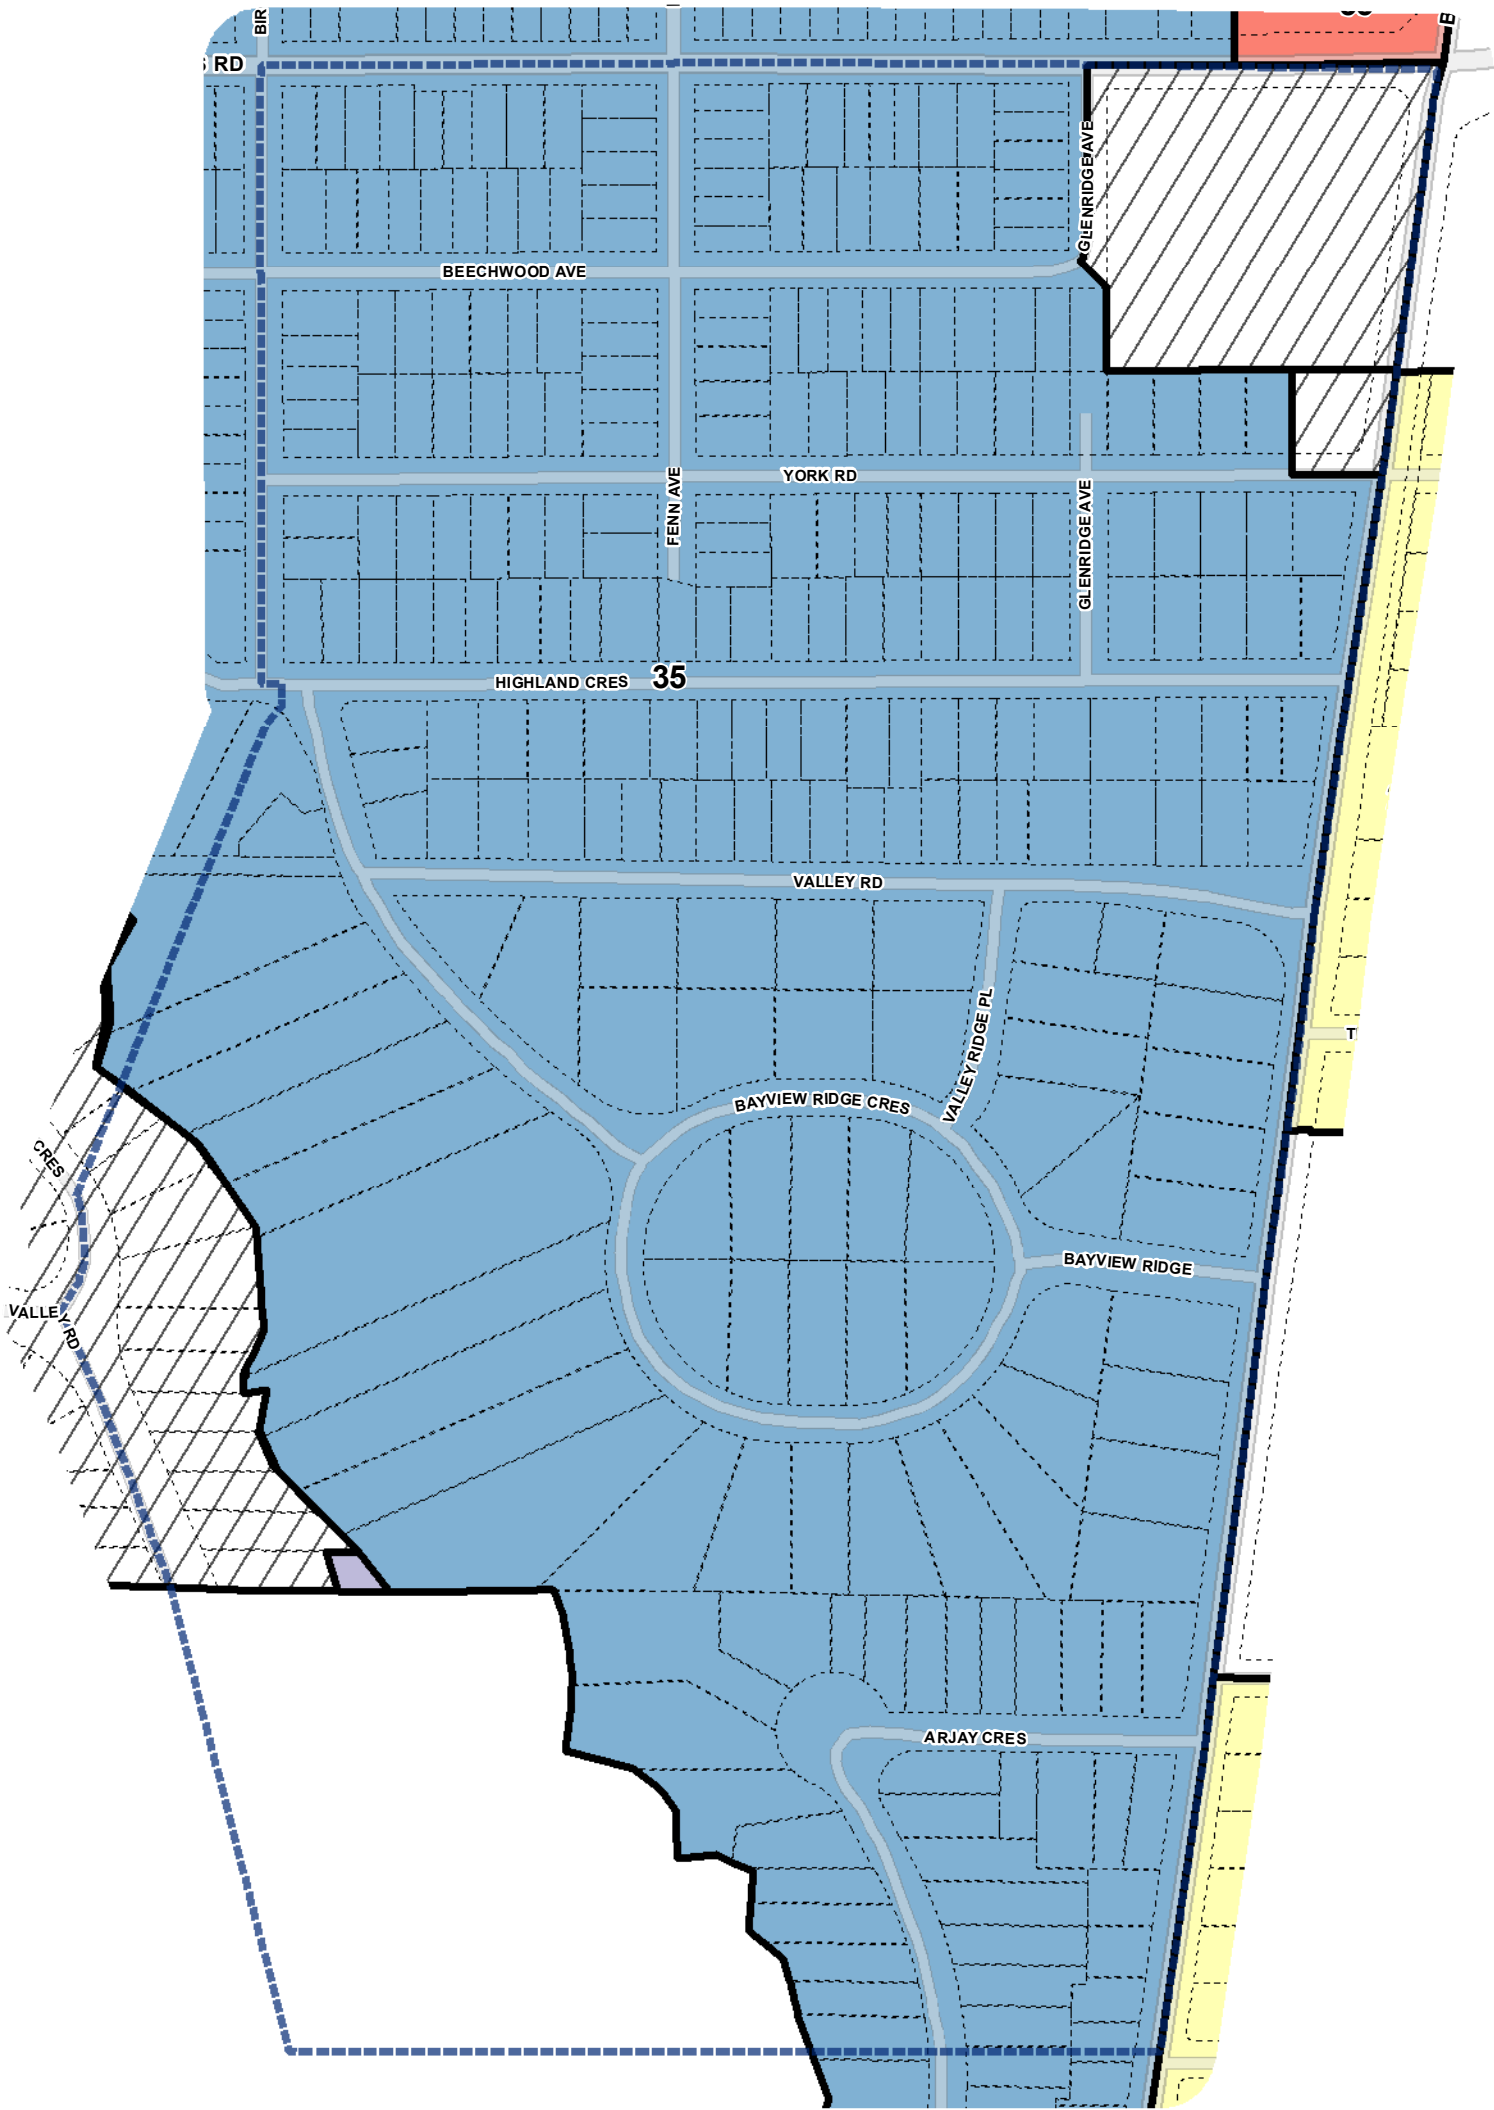 BIR
RD
GLENRIDGE AVE
BEECHWOOD AVE
YORK RD
FENN AVE
GLENRIDGE AVE
HIGHLAND CRES
35
VALLEY RD
VALLEY RIDGE PL
T
BAYVIEW RIDGE CRES
CRES
BAYVIEW RIDGE
VALLEY RD
ARJAY CRES